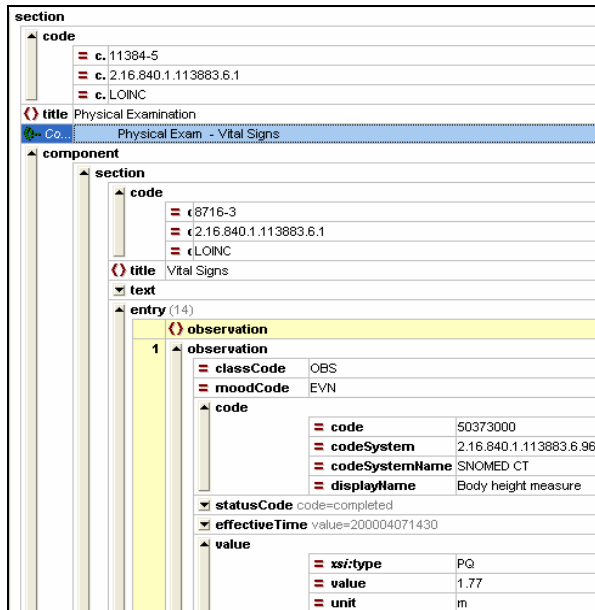 section
code
= c. 11384-5
= c. 2.16.840.1.113883.6.1
= c. LOINC
<> title Physical Examination
Co... Physical Exam - Vital Signs
component
section
code
= c 8716-3
= c 2.16.840.1.113883.6.1
= c LOINC
<> title Vital Signs
text
entry (14)
<> observation
1 observation
= classCode OBS
= moodCode EVN
code
= code 50373000
= codeSystem 2.16.840.1.113883.6.96
= codeSystemName SNOMED CT
= displayName Body height measure
statusCode code=completed
effectiveTime value=200004071430
value
= xsi:type PQ
= value 1.77
= unit m